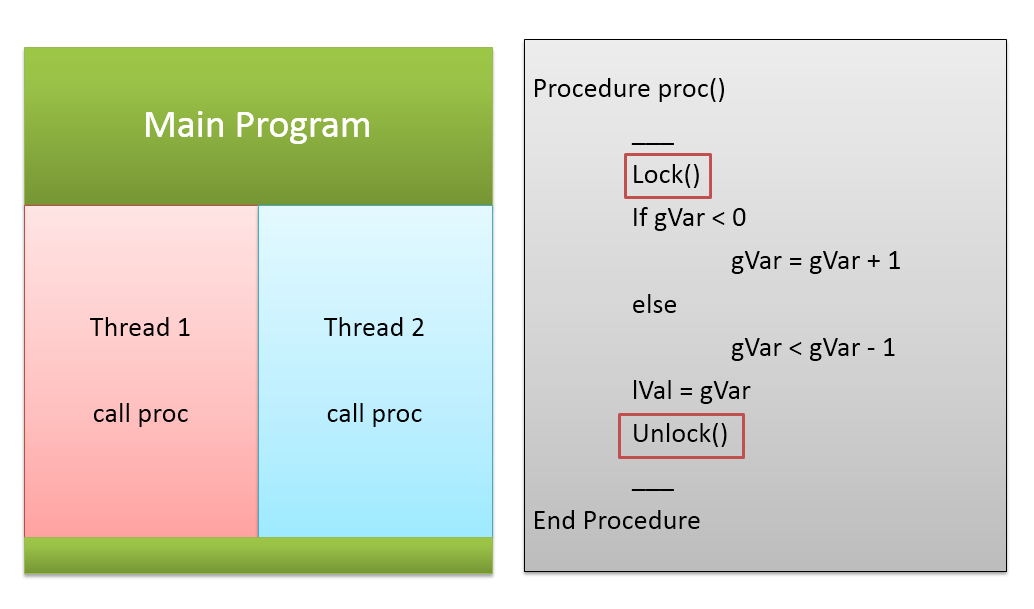 Main Program
Thread 1
call proc
Thread 2
call proc
Procedure proc()
___
Lock()
If gVar < 0
gVar = gVar + 1
else
gVar < gVar - 1
lVal = gVar
Unlock()
___
End Procedure